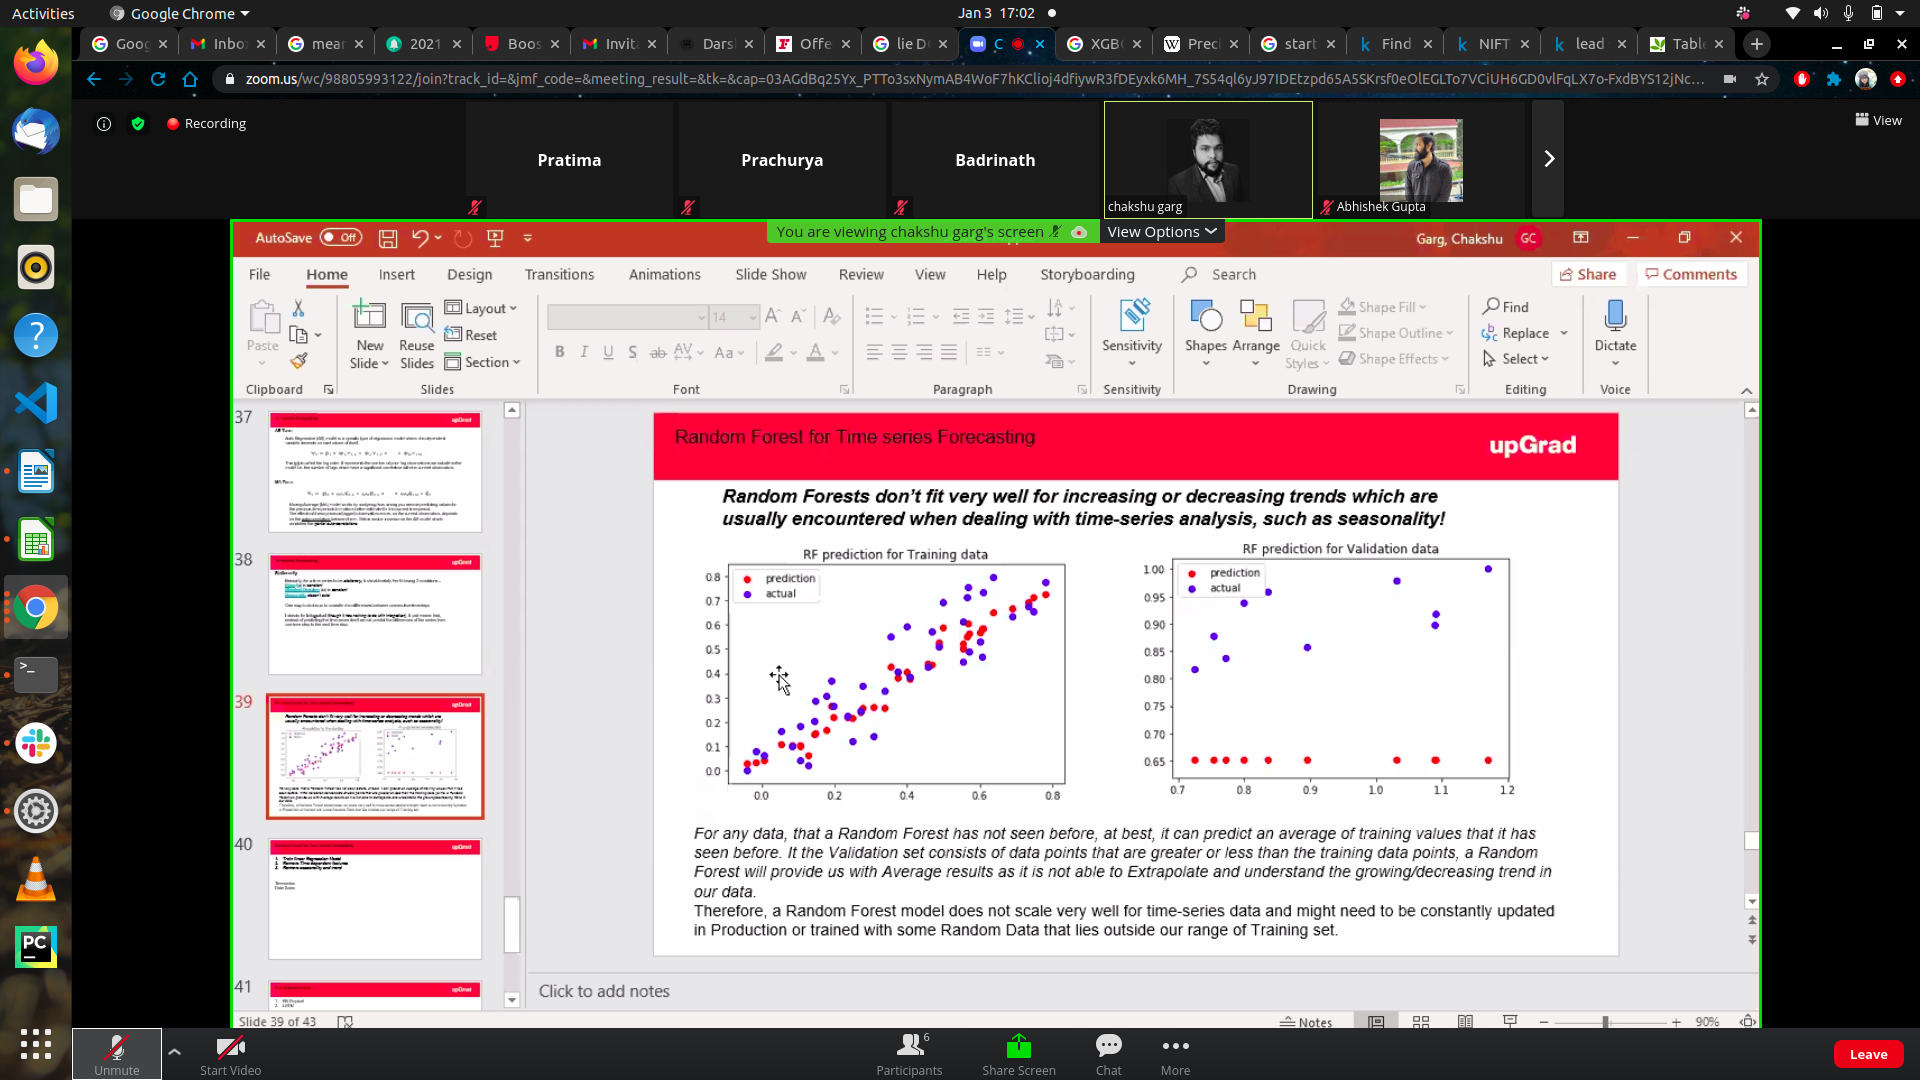 Activities
Google Chrome
Jan 3 17:02
Goog
Inbo
mear
2021
Boos
Invita
Darsl
Offe
lie D
C
XGB
Preci
start
Find
NIFT
lead
Table
zoom.us/wc/98805993122/join?track_id=&jmf_code=&meeting_result=&tk=&cap=03AGdBq25Yx_PTTo3sxNymAB4WoF7hKClioj4dfiywR3fDEyxk6MH_7S54ql6yJ97IDEtzpd65A5SKrsf0eOlEGLTo7VCiUH6GD0vlFqLX7o-FxdBYS12jNc...
Recording
View
Pratima
Prachurya
Badrinath
chakshu garg
Abhishek Gupta
AutoSave Off
You are viewing chakshu garg's screen
View Options
Garg, Chakshu
GC
File
Home
Insert
Design
Transitions
Animations
Slide Show
Review
View
Help
Storyboarding
Search
Share
Comments
Paste
New
Slide
Reuse
Slides
Layout
Reset
Section
14
B
I
U
S
ab
AV
Aa
A
Sensitivity
Shapes
Arrange
Quick
Styles
Shape Fill
Shape Outline
Shape Effects
Find
Replace
Select
Dictate
Clipboard
Slides
Font
Paragraph
Sensitivity
Drawing
Editing
Voice
37
38
39
40
41
Random Forest for Time series Forecasting
upGrad
Random Forests don't fit very well for increasing or decreasing trends which are
usually encountered when dealing with time-series analysis, such as seasonality!
RF prediction for Training data
prediction
actual
0.8
0.7
0.6
0.5
0.4
0.3
0.2
0.1
0.0
0.0 0.2 0.4 0.6 0.8
RF prediction for Validation data
prediction
actual
1.00
0.95
0.90
0.85
0.80
0.75
0.70
0.65
0.7 0.8 0.9 1.0 1.1 1.2
For any data, that a Random Forest has not seen before, at best, it can predict an average of training values that it has
seen before. If the Validation set consists of data points that are greater or less than the training data points, a Random
Forest will provide us with Average results as it is not able to Extrapolate and understand the growing/decreasing trend in
our data.
Therefore, a Random Forest model does not scale very well for time-series data and might need to be constantly updated
in Production or trained with some Random Data that lies outside our range of Training set.
Click to add notes
Slide 39 of 43
Notes
90%
Unmute
Start Video
Participants
6
Share Screen
Chat
More
Leave